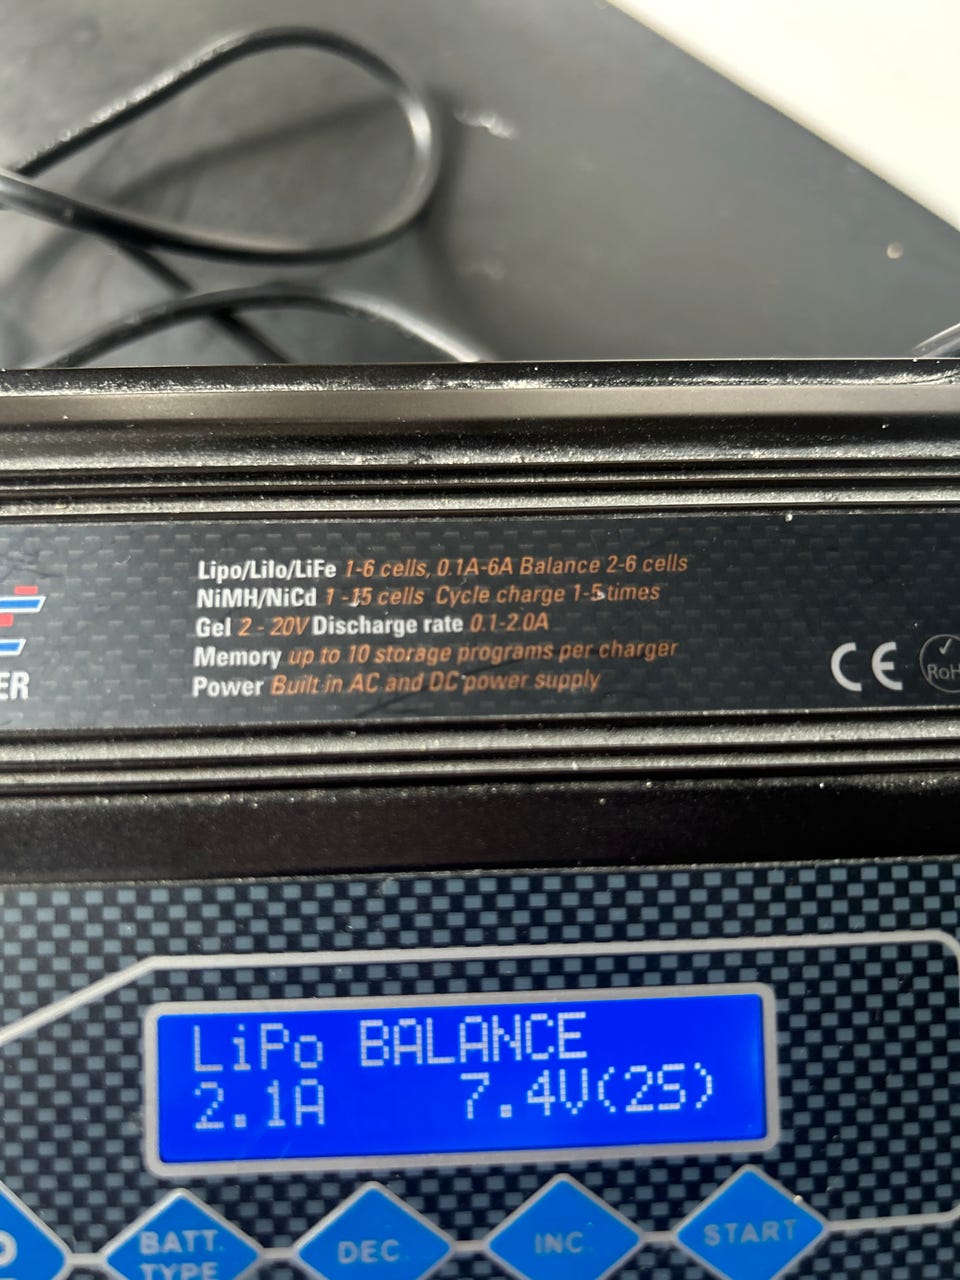 Lipo/LiIo/LiFe 1-6 cells, 0.1A-6A Balance 2-6 cells
NiMH/NiCd 1 -15 cells Cycle charge 1-5 times
Gel 2 - 20V Discharge rate 0.1-2.0A
Memory up to 10 storage programs per charger
Power Built in AC and DC power supply
ER
CE
RoH
LiPo BALANCE
2.1A 7.4V(2S)
BATT.
TYPE
DEC.
INC.
START